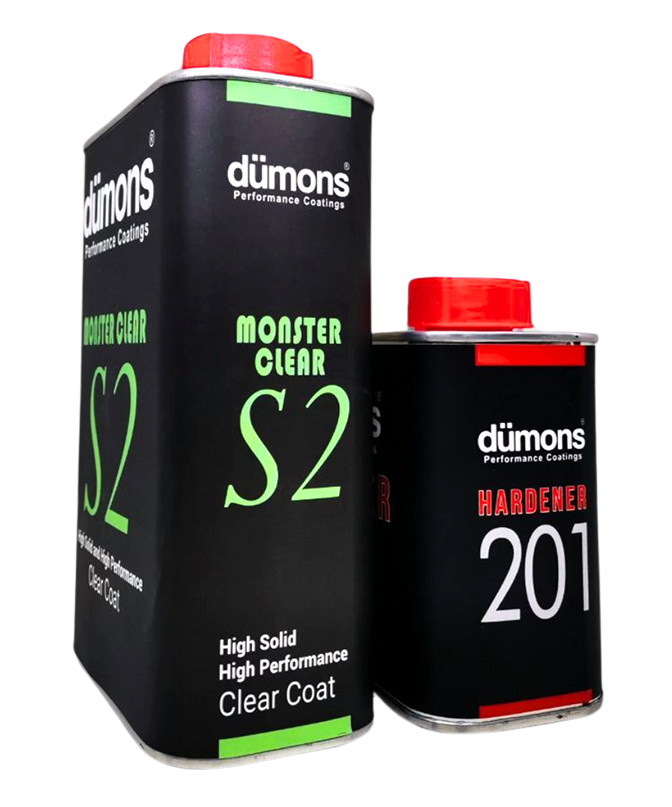 dümons®
Performance Coatings
MONSTER CLEAR
S2
High Solid and High Performance
Clear Coat
dümons®
Performance Coatings
MONSTER
CLEAR
S2
High Solid
High Performance
Clear Coat
dümons®
Performance Coatings
HARDENER
201